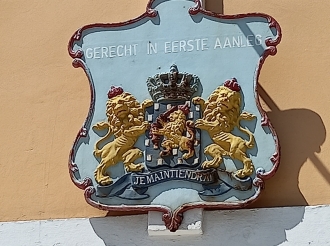 GERECHT IN EERSTE AANLEG
JE MAINTIENDRAI